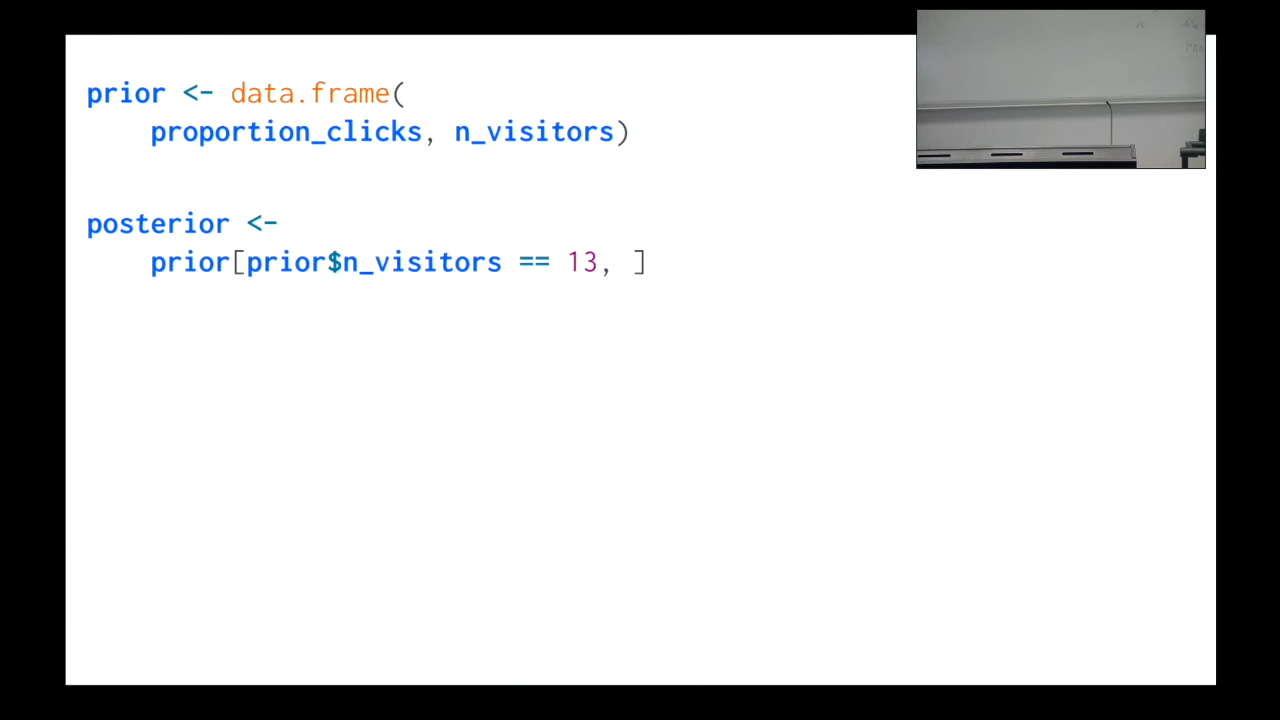 prior <- data.frame(
proportion_clicks, n_visitors)
posterior <-
prior[prior$n_visitors == 13, ]